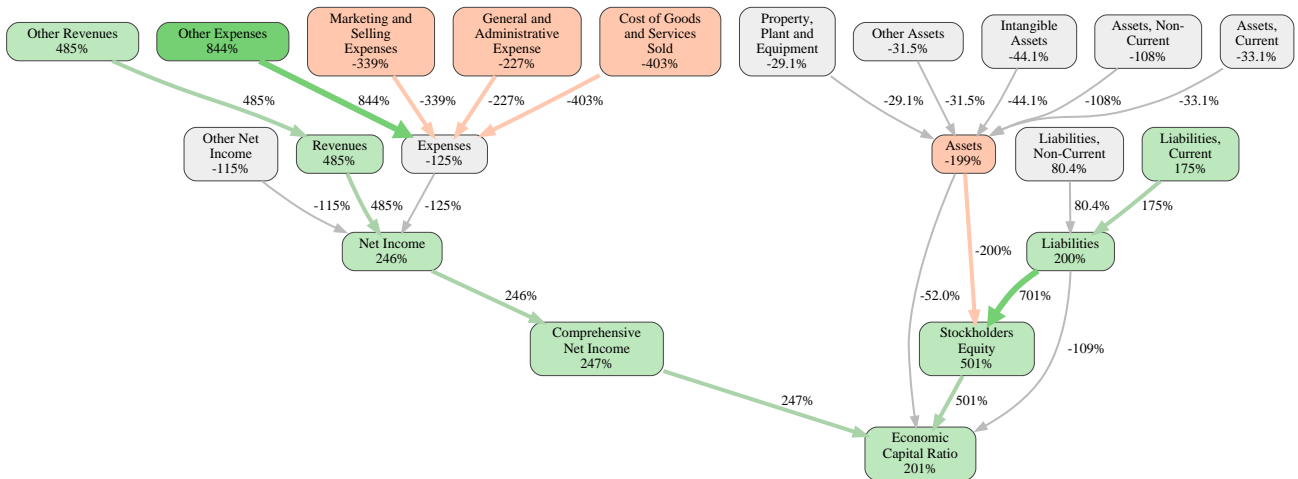 Other Revenues
485%
Other Expenses
844%
Marketing and
Selling
Expenses
-339%
General and
Administrative
Expense
-227%
Cost of Goods
and Services
Sold
-403%
Property,
Plant and
Equipment
-29.1%
Other Assets
-31.5%
Intangible
Assets
-44.1%
Assets, Non-
Current
-108%
Assets,
Current
-33.1%
485%
844%
-339%
-227%
-403%
-29.1%
-31.5%
-44.1%
-108%
-33.1%
Other Net
Income
-115%
Revenues
485%
Expenses
-125%
Assets
-199%
Liabilities,
Non-Current
80.4%
Liabilities,
Current
175%
-115%
485%
-125%
80.4%
175%
Net Income
246%
-200%
Liabilities
200%
246%
-52.0%
701%
Comprehensive
Net Income
247%
Stockholders
Equity
501%
-109%
247%
501%
Economic
Capital Ratio
201%